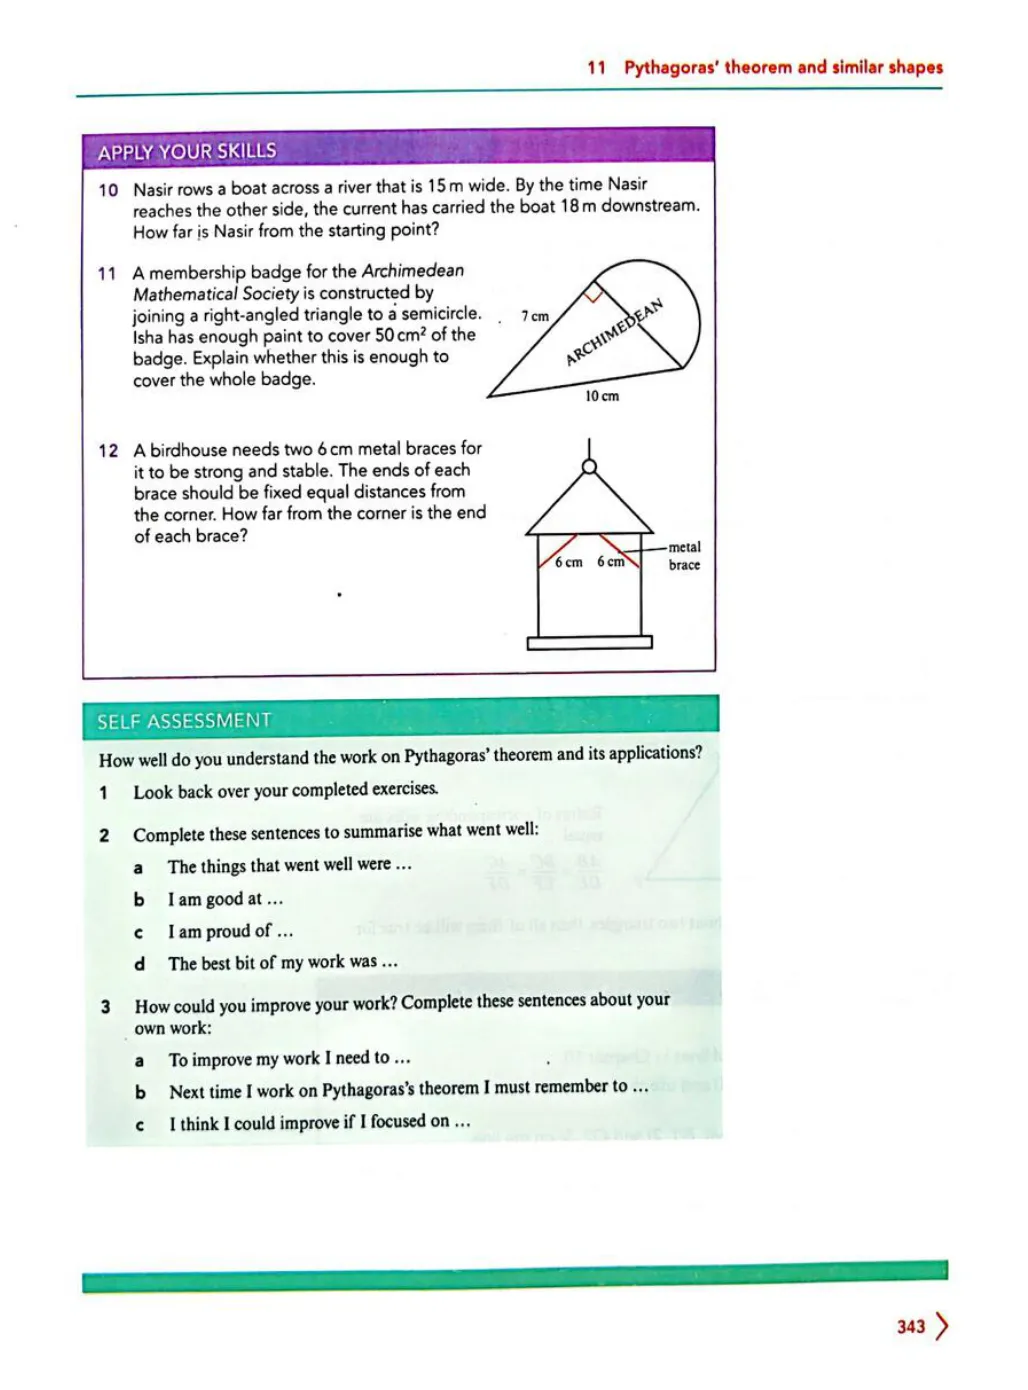 11 Pythagoras' theorem and similar shapes
APPLY YOUR SKILLS
10 Nasir rows a boat across a river that is 15 m wide. By the time Nasir
reaches the other side, the current has carried the boat 18 m downstream.
How far is Nasir from the starting point?
11 A membership badge for the Archimedean
Mathematical Society is constructed by
joining a right-angled triangle to a semicircle.
Isha has enough paint to cover 50 cm² of the
badge. Explain whether this is enough to
cover the whole badge.
7 cm
ARCHIMEDEAN
10 cm
12 A birdhouse needs two 6 cm metal braces for
it to be strong and stable. The ends of each
brace should be fixed equal distances from
the corner. How far from the corner is the end
of each brace?
6 cm 6 cm
metal
brace
SELF ASSESSMENT
How well do you understand the work on Pythagoras' theorem and its applications?
1 Look back over your completed exercises.
2 Complete these sentences to summarise what went well:
a The things that went well were ...
b I am good at ...
c I am proud of ...
d The best bit of my work was ...
3 How could you improve your work? Complete these sentences about your
own work:
a To improve my work I need to ...
b Next time I work on Pythagoras's theorem I must remember to ...
c I think I could improve if I focused on ...
343